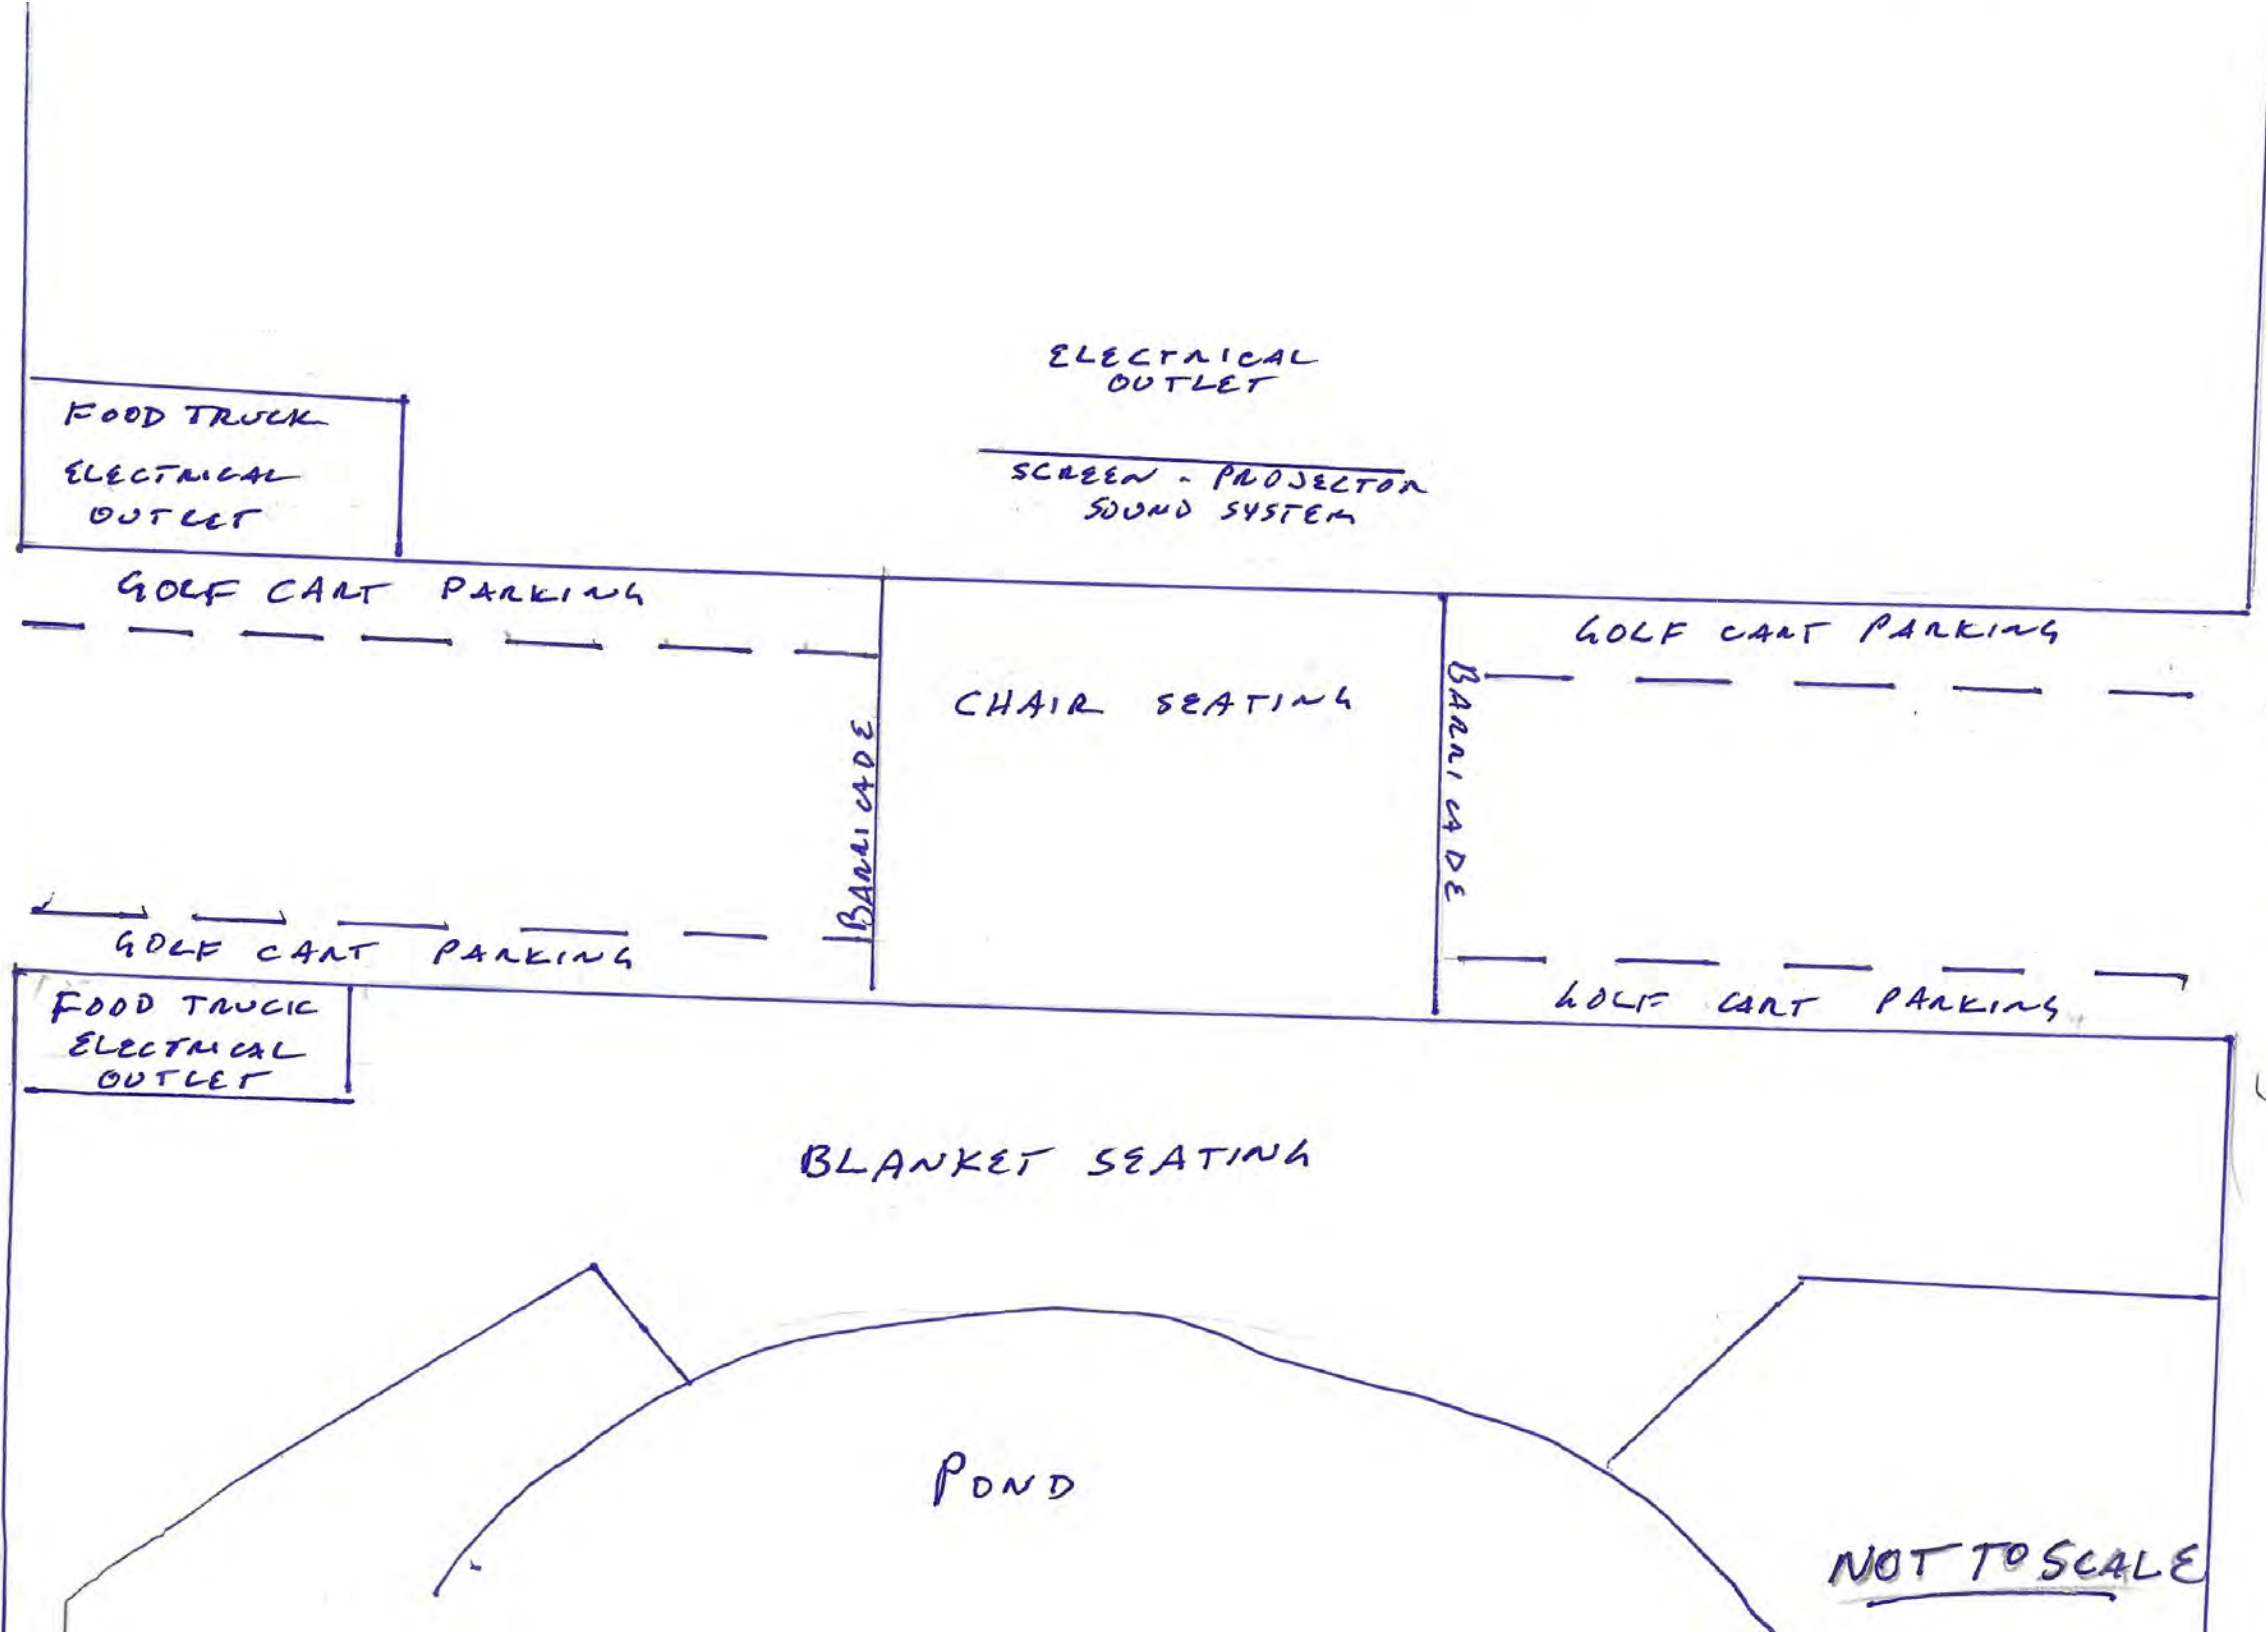 ELECTRICAL
OUTLET
FOOD TRUCK
ELECTRICAL
OUTLET
SCREEN - PROJECTOR
SOUND SYSTEM
GOLF CART PARKING
GOLF CART PARKING
CHAIR SEATING
BARRICADE
BARRICADE
GOLF CART PARKING
GOLF CART PARKING
FOOD TRUCK
ELECTRICAL
OUTLET
BLANKET SEATING
POND
NOT TO SCALE